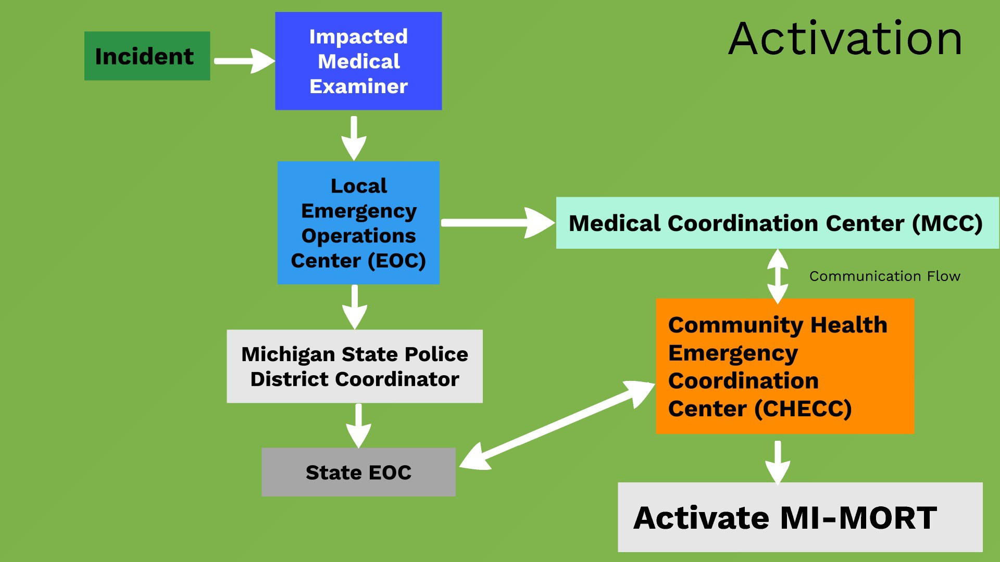 Activation
Incident
Impacted
Medical
Examiner
Local
Emergency
Operations
Center (EOC)
Medical Coordination Center (MCC)
Communication Flow
Community Health
Emergency
Coordination
Center (CHECC)
Michigan State Police
District Coordinator
State EOC
Activate MI-MORT